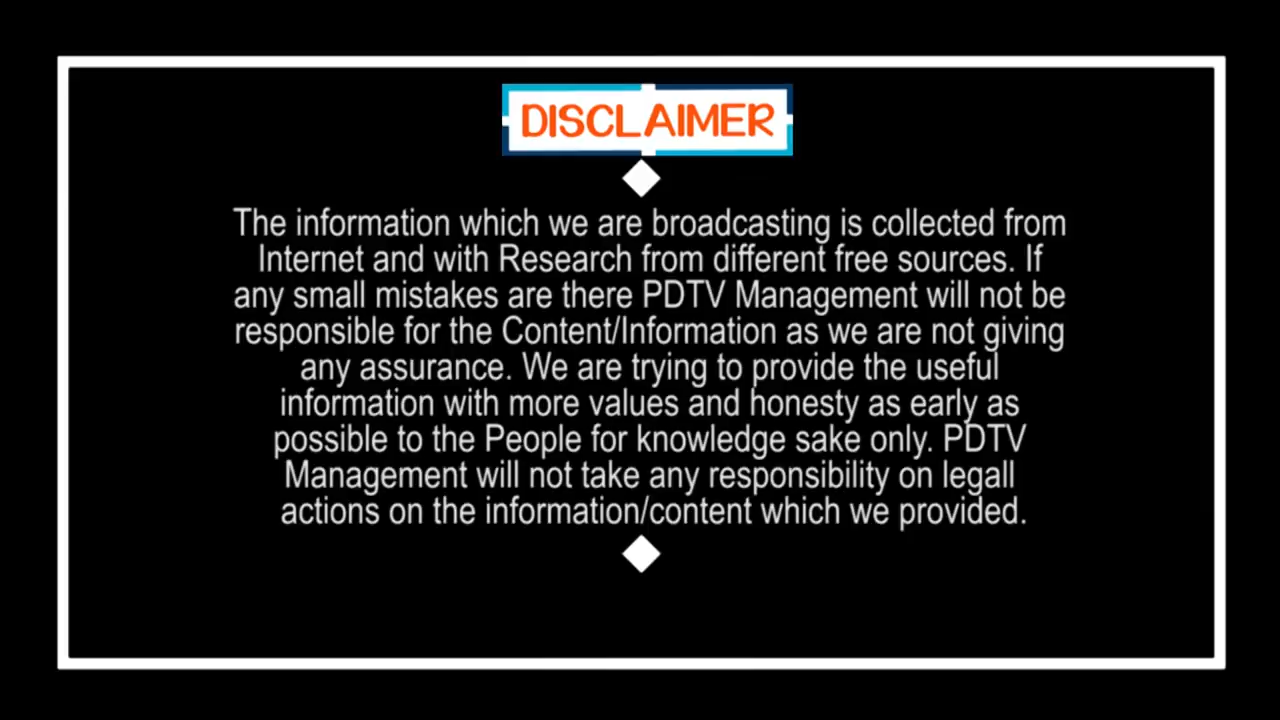 DISCLAIMER
The information which we are broadcasting is collected from
Internet and with Research from different free sources. If
any small mistakes are there PDTV Management will not be
responsible for the Content/Information as we are not giving
any assurance. We are trying to provide the useful
information with more values and honesty as early as
possible to the People for knowledge sake only. PDTV
Management will not take any responsibility on legall
actions on the information/content which we provided.